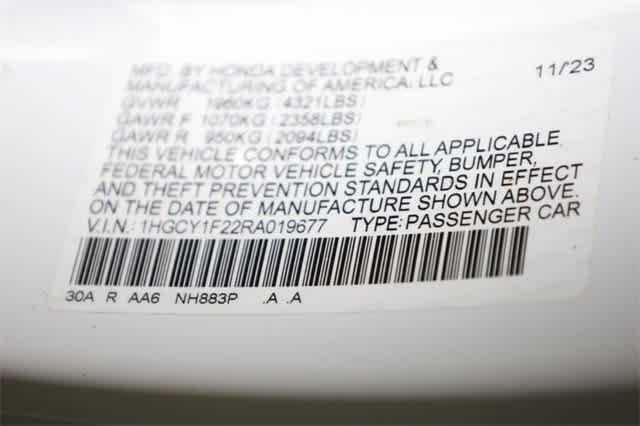 MFD. BY HONDA DEVELOPMENT &
MANUFACTURING OF AMERICA, LLC 11/23
GVWR 1960KG (4321LBS)
GAWR F 1070KG (2358LBS)
GAWR R 950KG (2094LBS)
THIS VEHICLE CONFORMS TO ALL APPLICABLE
FEDERAL MOTOR VEHICLE SAFETY, BUMPER,
AND THEFT PREVENTION STANDARDS IN EFFECT
ON THE DATE OF MANUFACTURE SHOWN ABOVE.
V.I.N.: 1HGCY1F22RA019677 TYPE: PASSENGER CAR
30A R AA6 NH883P .A .A